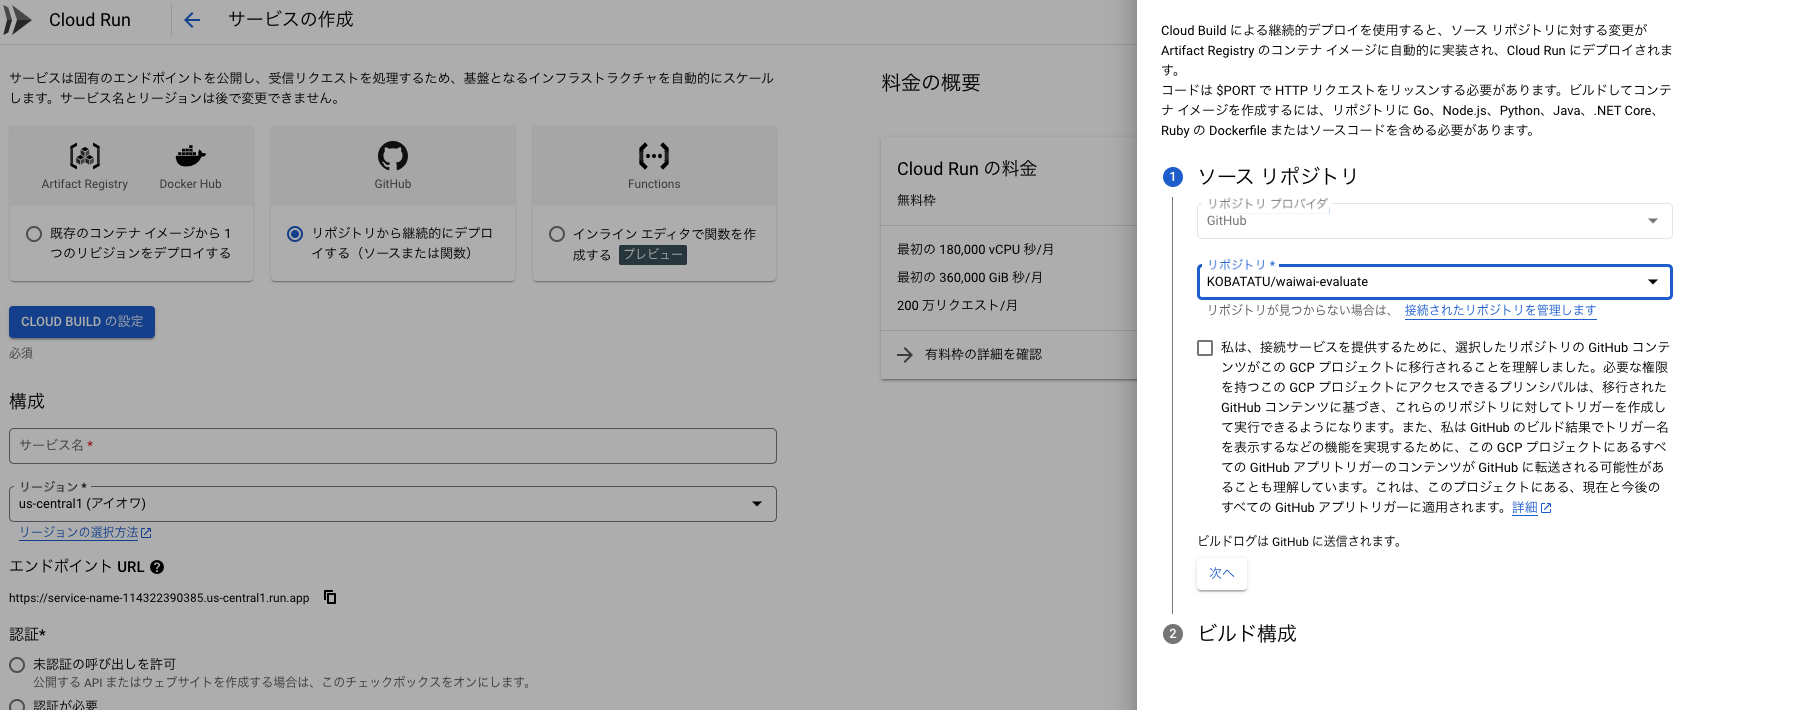 Cloud Run
サービスの作成
サービスは固有のエンドポイントを公開し、受信リクエストを処理するため、基盤となるインフラストラクチャを自動的にスケール
します。サービス名とリージョンは後で変更できません。
Artifact Registry
Docker Hub
GitHub
Functions
既存のコンテナ イメージから 1
つのリビジョンをデプロイする
リポジトリから継続的にデプロ
イする（ソースまたは関数）
インライン エディタで関数を作
成する プレビュー
CLOUD BUILD の設定
必須
構成
サービス名 *
リージョン *
us-central1 (アイオワ)
リージョンの選択方法
エンドポイント URL
https://service-name-114322390385.us-central1.run.app
認証*
未認証の呼び出しを許可
公開する API またはウェブサイトを作成する場合は、このチェックボックスをオンにします。
認証が必要
料金の概要
Cloud Run の料金
無料枠
最初の 180,000 vCPU 秒/月
最初の 360,000 GiB 秒/月
200 万リクエスト/月
有料枠の詳細を確認
Cloud Build による継続的デプロイを使用すると、ソース リポジトリに対する変更が
Artifact Registry のコンテナ イメージに自動的に実装され、Cloud Run にデプロイされま
す。
コードは $PORT で HTTP リクエストをリッスンする必要があります。ビルドしてコンテ
ナ イメージを作成するには、リポジトリに Go、Node.js、Python、Java、.NET Core、
Ruby の Dockerfile またはソースコードを含める必要があります。
1 ソース リポジトリ
リポジトリ プロバイダ
GitHub
リポジトリ *
KOBATATU/waiwai-evaluate
リポジトリが見つからない場合は、 接続されたリポジトリを管理します
私は、接続サービスを提供するために、選択したリポジトリの GitHub コンテ
ンツがこの GCP プロジェクトに移行されることを理解しました。必要な権限
を持つこの GCP プロジェクトにアクセスできるプリンシパルは、移行された
GitHub コンテンツに基づき、これらのリポジトリに対してトリガーを作成し
て実行できるようになります。また、私は GitHub のビルド結果でトリガー名
を表示するなどの機能を実現するために、この GCP プロジェクトにあるすべ
ての GitHub アプリトリガーのコンテンツが GitHub に転送される可能性があ
ることも理解しています。これは、このプロジェクトにある、現在と今後の
すべての GitHub アプリトリガーに適用されます。詳細
ビルドログは GitHub に送信されます。
次へ
2 ビルド構成